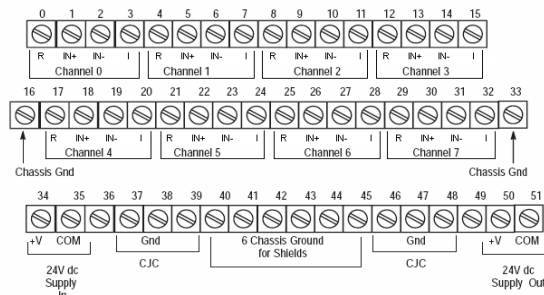 0 1 2 3 4 5 6 7 8 9 10 11 12 13 14 15
R IN+ IN- I R IN+ IN- I R IN+ IN- I R IN+ IN- I
Channel 0 Channel 1 Channel 2 Channel 3
16 17 18 19 20 21 22 23 24 25 26 27 28 29 30 31 32 33
R IN+ IN- I R IN+ IN- I R IN+ IN- I R IN+ IN- I
Channel 4 Channel 5 Channel 6 Channel 7
Chassis Gnd Chassis Gnd
34 35 36 37 38 39 40 41 42 43 44 45 46 47 48 49 50 51
+V COM Gnd 6 Chassis Ground Gnd +V COM
for Shields
CJC CJC
24V dc 24V dc
Supply Supply Out
In